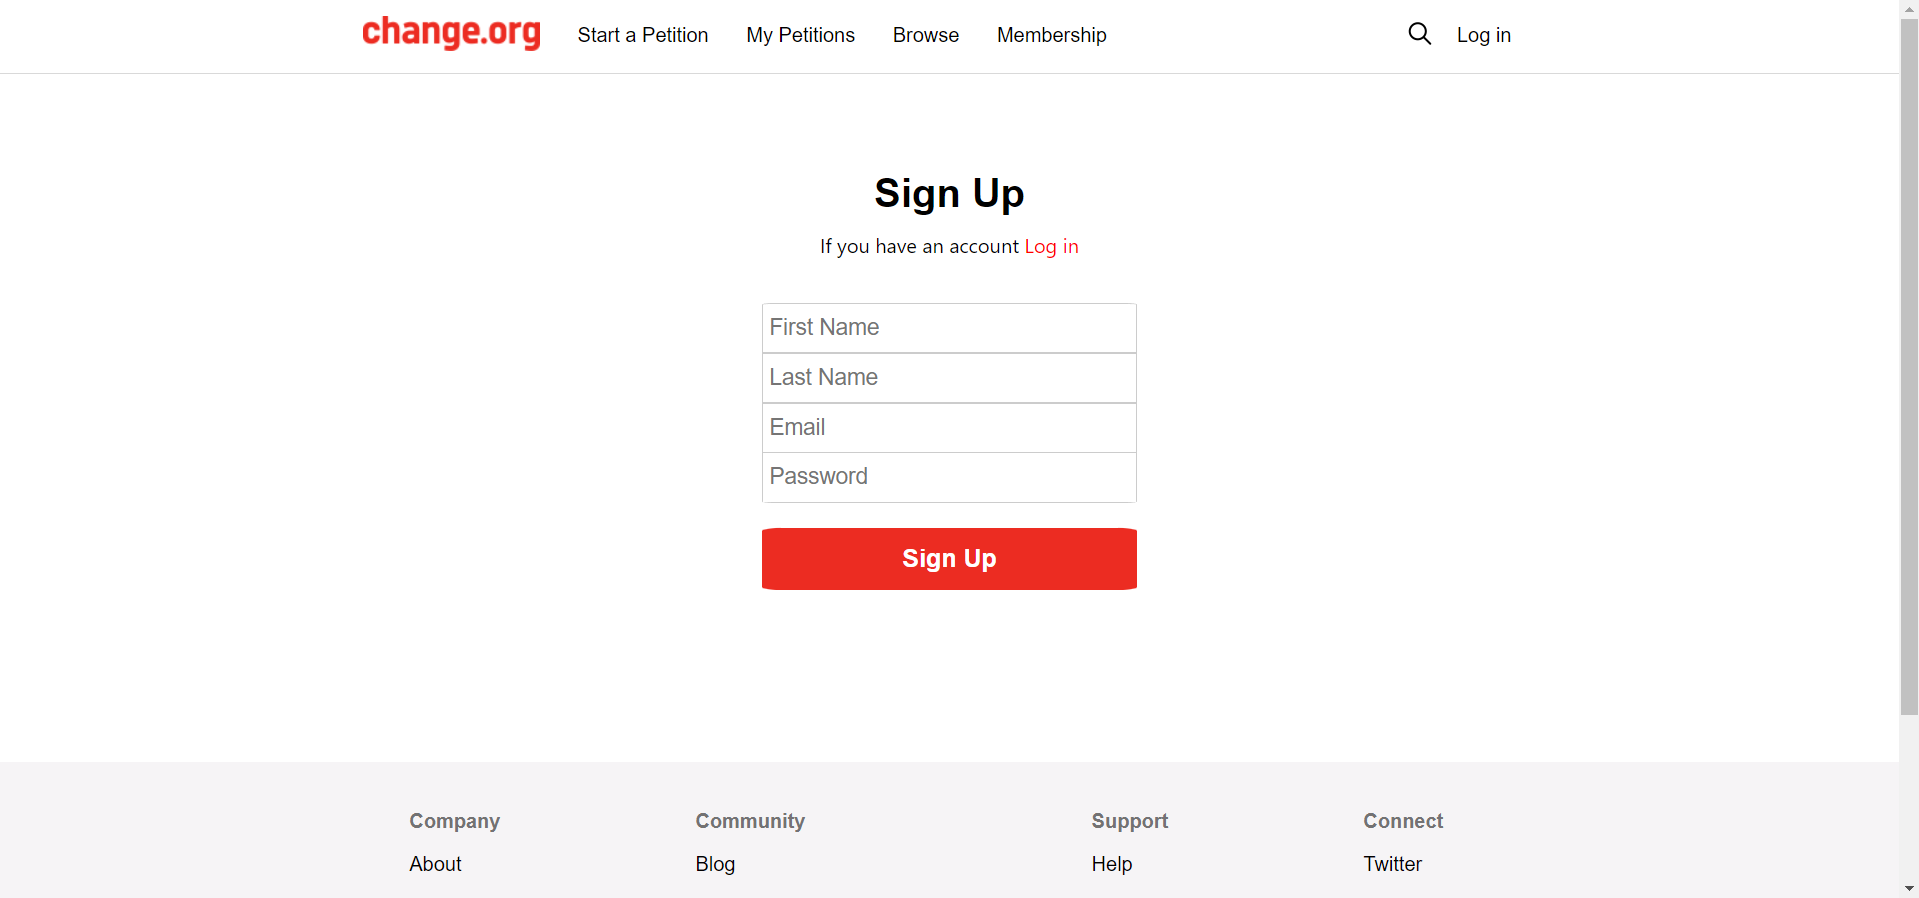 change.org Start a Petition My Petitions Browse Membership Log in
Sign Up
If you have an account Log in
First Name
Last Name
Email
Password
Sign Up
Company Community Support Connect
About Blog Help Twitter